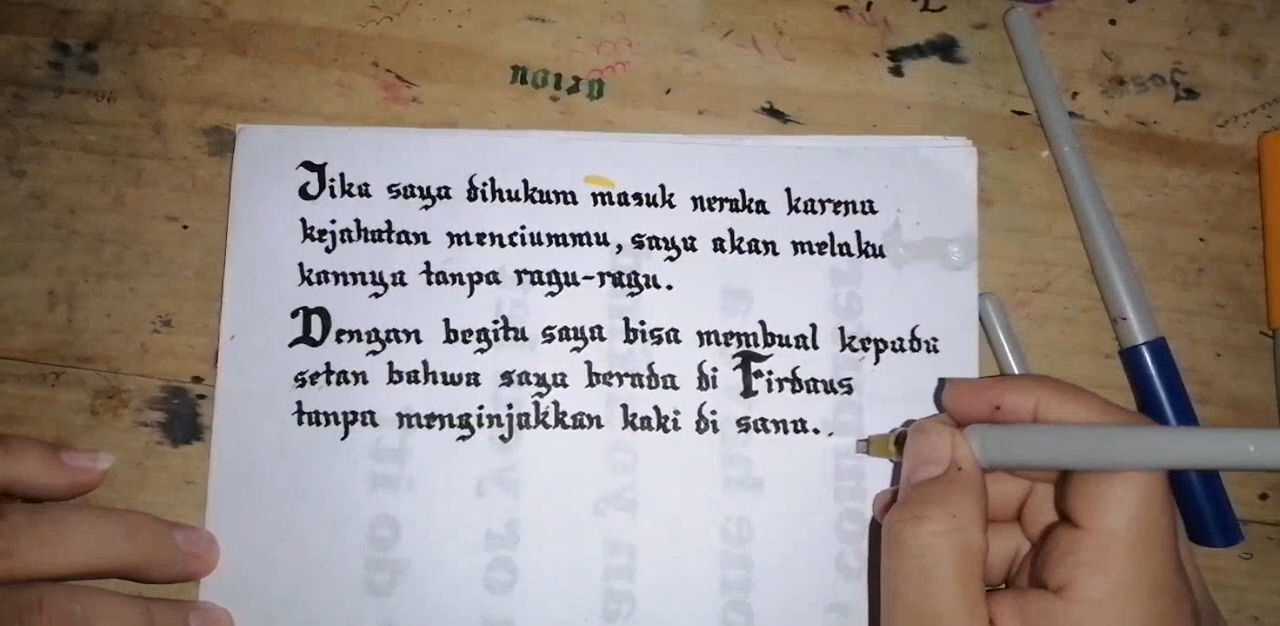 Jika saya dihukum masuk neraka karena
kejahatan menciummu, saya akan melaku
kannya tanpa ragu-ragu.
Dengan begitu saya bisa membual kepada
setan bahwa saya berada di Firdaus
tanpa menginjakkan kaki di sana..